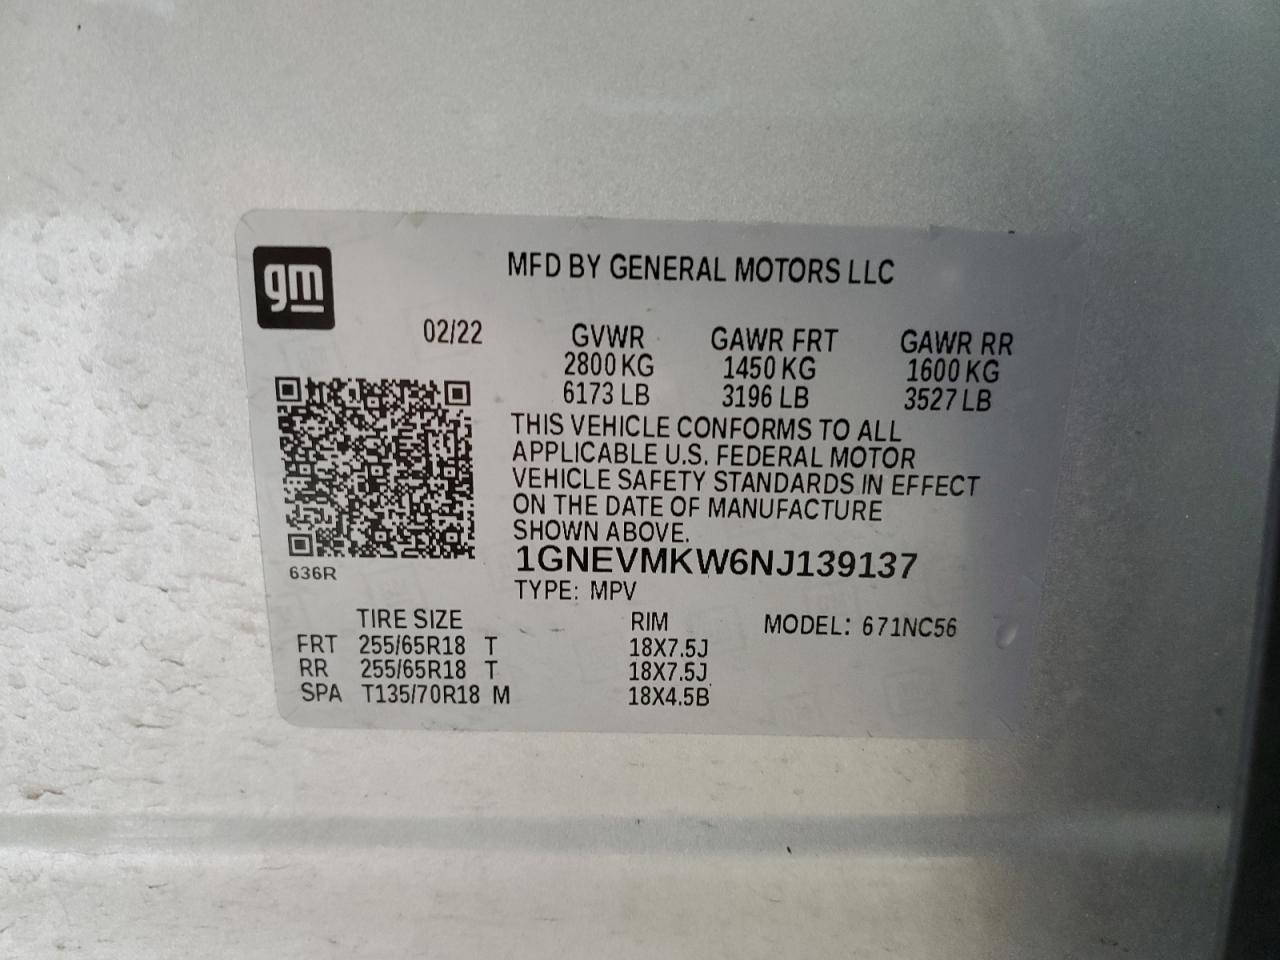 gm
MFD BY GENERAL MOTORS LLC
02/22 GVWR GAWR FRT GAWR RR
2800 KG 1450 KG 1600 KG
6173 LB 3196 LB 3527 LB
THIS VEHICLE CONFORMS TO ALL
APPLICABLE U.S. FEDERAL MOTOR
VEHICLE SAFETY STANDARDS IN EFFECT
ON THE DATE OF MANUFACTURE
SHOWN ABOVE.
1GNEVMKW6NJ139137
636R
TYPE: MPV
TIRE SIZE RIM MODEL: 671NC56
FRT 255/65R18 T 18X7.5J
RR 255/65R18 T 18X7.5J
SPA T135/70R18 M 18X4.5B